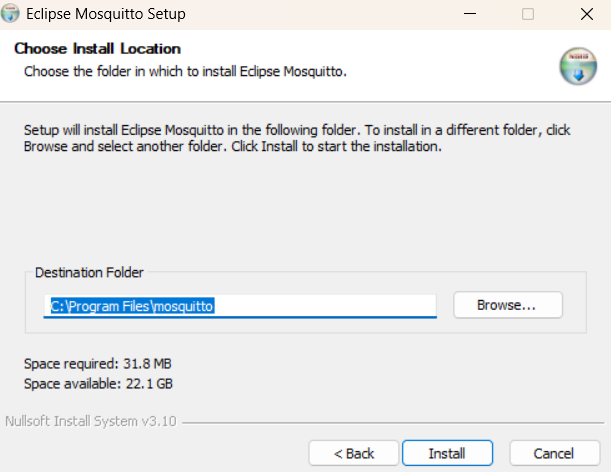 Eclipse Mosquitto Setup
Choose Install Location
Choose the folder in which to install Eclipse Mosquitto.
Setup will install Eclipse Mosquitto in the following folder. To install in a different folder, click
Browse and select another folder. Click Install to start the installation.
Destination Folder
C:\Program Files\mosquitto
Browse...
Space required: 31.8 MB
Space available: 22.1 GB
Nullsoft Install System v3.10
< Back
Install
Cancel